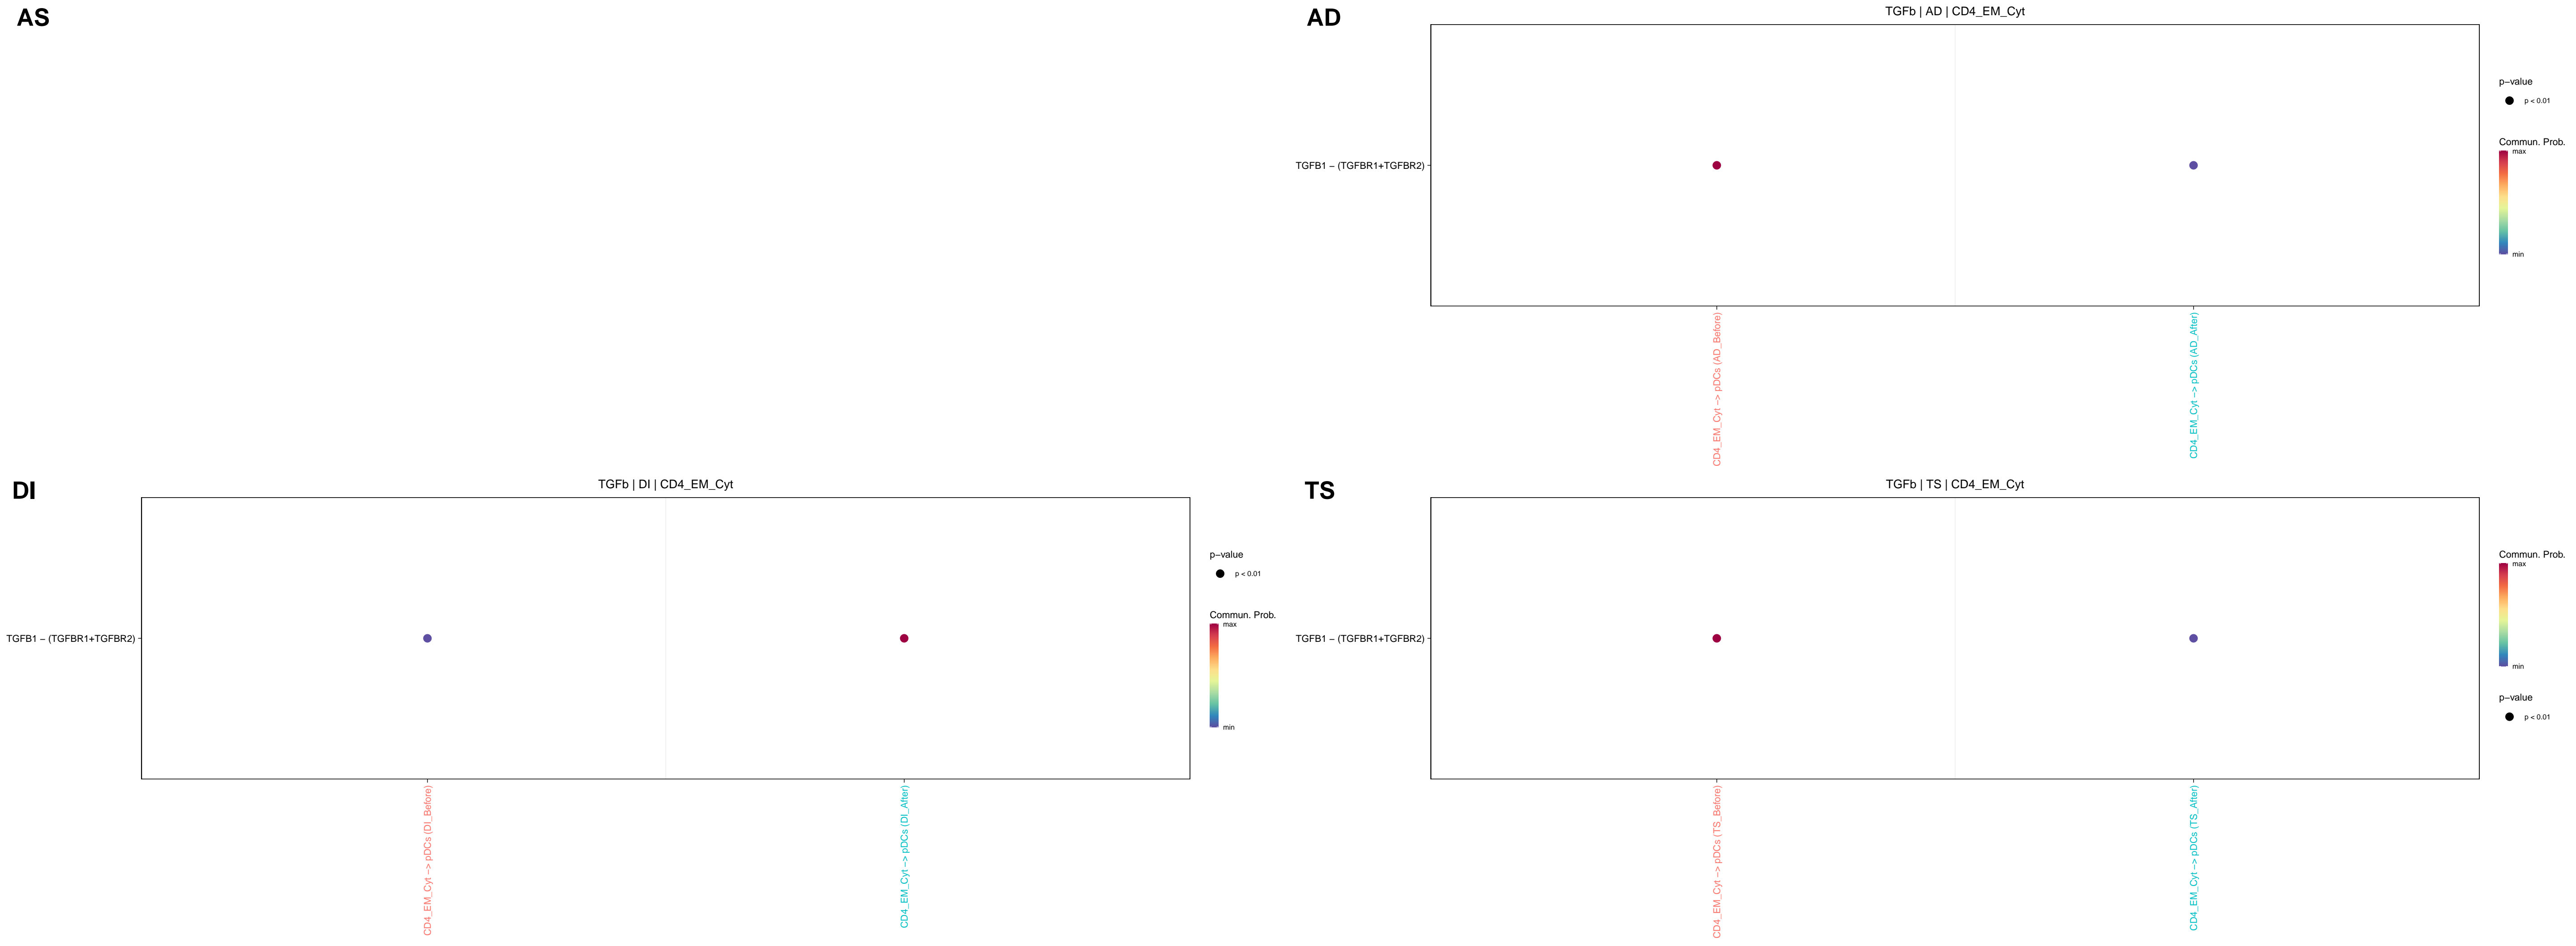 AS
AD
TGFb | AD | CD4_EM_Cyt
TGFB1 − (TGFBR1+TGFBR2)
CD4_EM_Cyt −> pDCs (AD_Before)
CD4_EM_Cyt −> pDCs (AD_After)
p−value
p < 0.01
Commun. Prob.
max
min
DI
TGFb | DI | CD4_EM_Cyt
TGFB1 − (TGFBR1+TGFBR2)
CD4_EM_Cyt −> pDCs (DI_Before)
CD4_EM_Cyt −> pDCs (DI_After)
p−value
p < 0.01
Commun. Prob.
max
min
TS
TGFb | TS | CD4_EM_Cyt
TGFB1 − (TGFBR1+TGFBR2)
CD4_EM_Cyt −> pDCs (TS_Before)
CD4_EM_Cyt −> pDCs (TS_After)
Commun. Prob.
max
min
p−value
p < 0.01